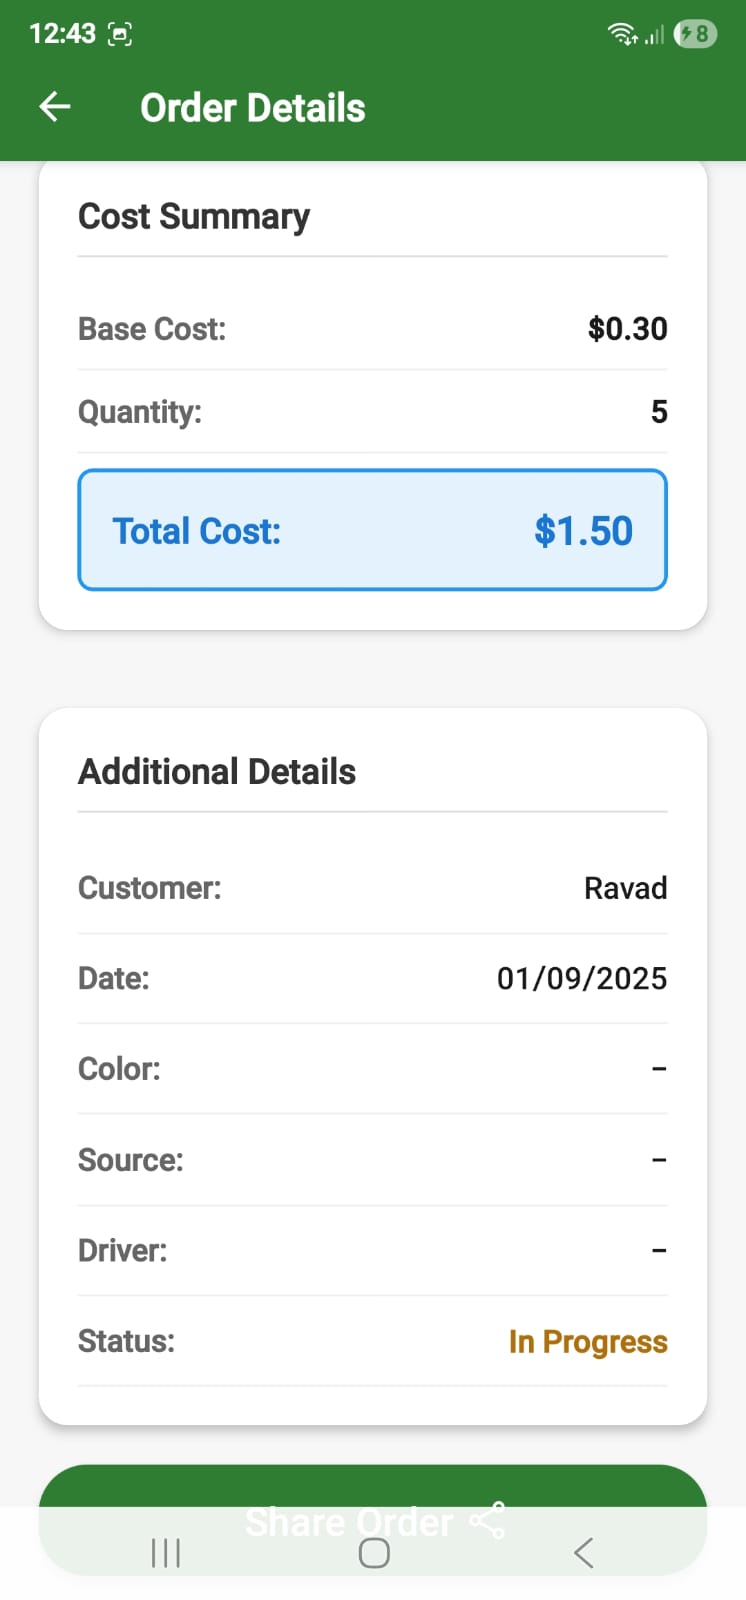 12:43 8
Order Details
Cost Summary
Base Cost: $0.30
Quantity: 5
Total Cost: $1.50
Additional Details
Customer: Ravad
Date: 01/09/2025
Color: -
Source: -
Driver: -
Status: In Progress
Share Order